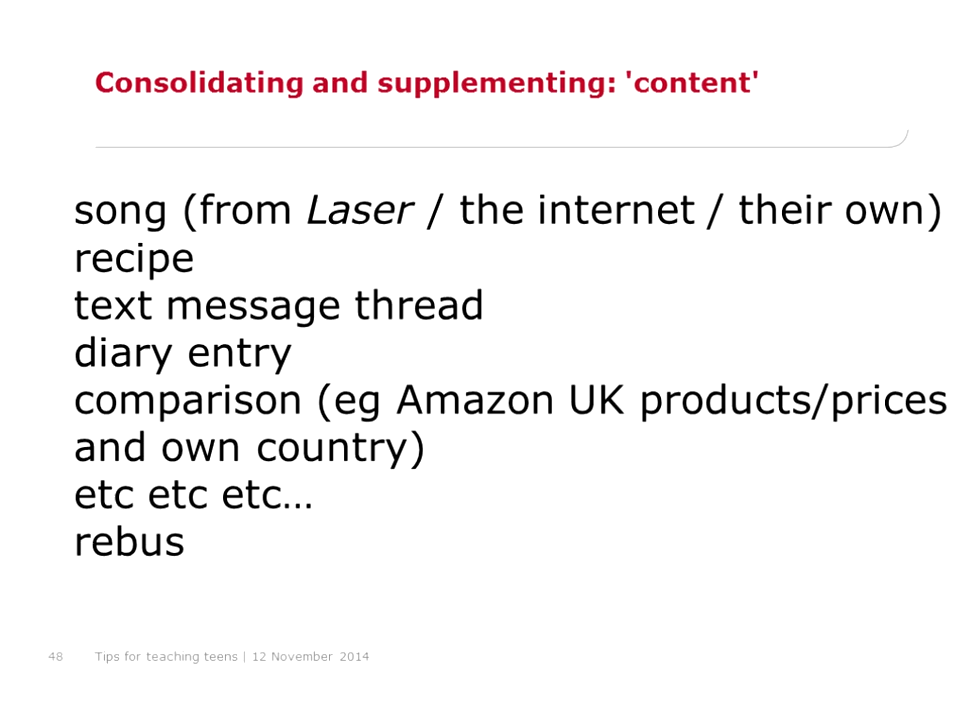 Consolidating and supplementing: 'content'
song (from Laser / the internet / their own)
recipe
text message thread
diary entry
comparison (eg Amazon UK products/prices
and own country)
etc etc etc…
rebus
48 Tips for teaching teens | 12 November 2014